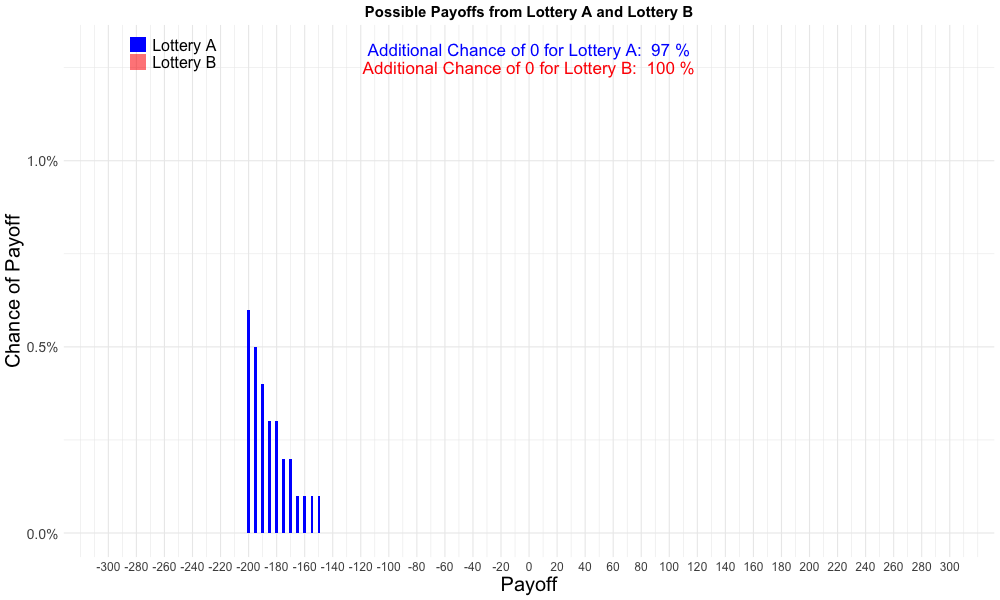 Possible Payoffs from Lottery A and Lottery B
Lottery A
Lottery B
Additional Chance of 0 for Lottery A: 97 %
Additional Chance of 0 for Lottery B: 100 %
Chance of Payoff
1.0%
0.5%
0.0%
-300 -280 -260 -240 -220 -200 -180 -160 -140 -120 -100 -80 -60 -40 -20 0 20 40 60 80 100 120 140 160 180 200 220 240 260 280 300
Payoff